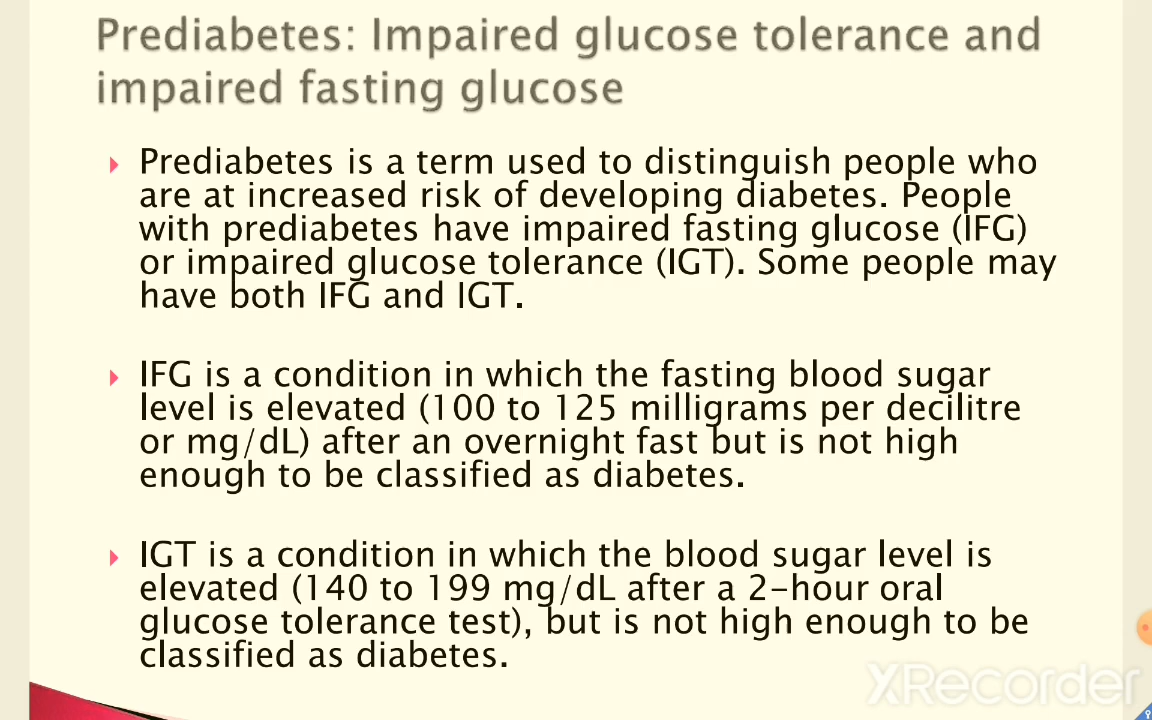 Prediabetes: Impaired glucose tolerance and
impaired fasting glucose
Prediabetes is a term used to distinguish people who
are at increased risk of developing diabetes. People
with prediabetes have impaired fasting glucose (IFG)
or impaired glucose tolerance (IGT). Some people may
have both IFG and IGT.
IFG is a condition in which the fasting blood sugar
level is elevated (100 to 125 milligrams per decilitre
or mg/dL) after an overnight fast but is not high
enough to be classified as diabetes.
IGT is a condition in which the blood sugar level is
elevated (140 to 199 mg/dL after a 2-hour oral
glucose tolerance test), but is not high enough to be
classified as diabetes.
XRecorder